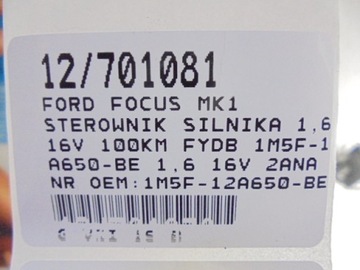 12/701081
FORD FOCUS MK1
STEROWNIK SILNIKA 1,6
16V 100KM FYDB 1M5F-1
A650-BE 1,6 16V 2ANA
NR OEM:1M5F-12A650-BE